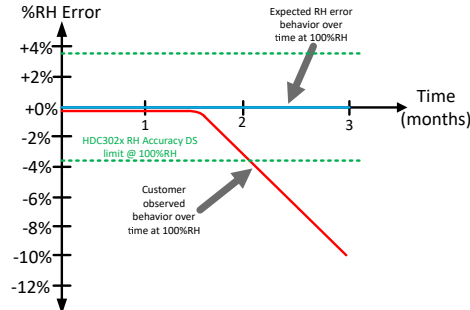 %RH Error
Expected RH error
behavior over
time at 100%RH
+4%
+2%
+0%
Time
(months)
1
2
3
-2%
HDC302x RH Accuracy DS
limit @ 100%RH
-4%
Customer
observed
behavior over
time at 100%RH
-6%
-8%
-10%
-12%